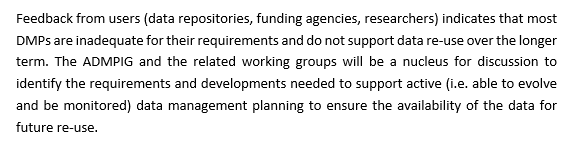 Feedback from users (data repositories, funding agencies, researchers) indicates that most
DMPs are inadequate for their requirements and do not support data re-use over the longer
term. The ADMPIG and the related working groups will be a nucleus for discussion to
identify the requirements and developments needed to support active (i.e. able to evolve
and be monitored) data management planning to ensure the availability of the data for
future re-use.